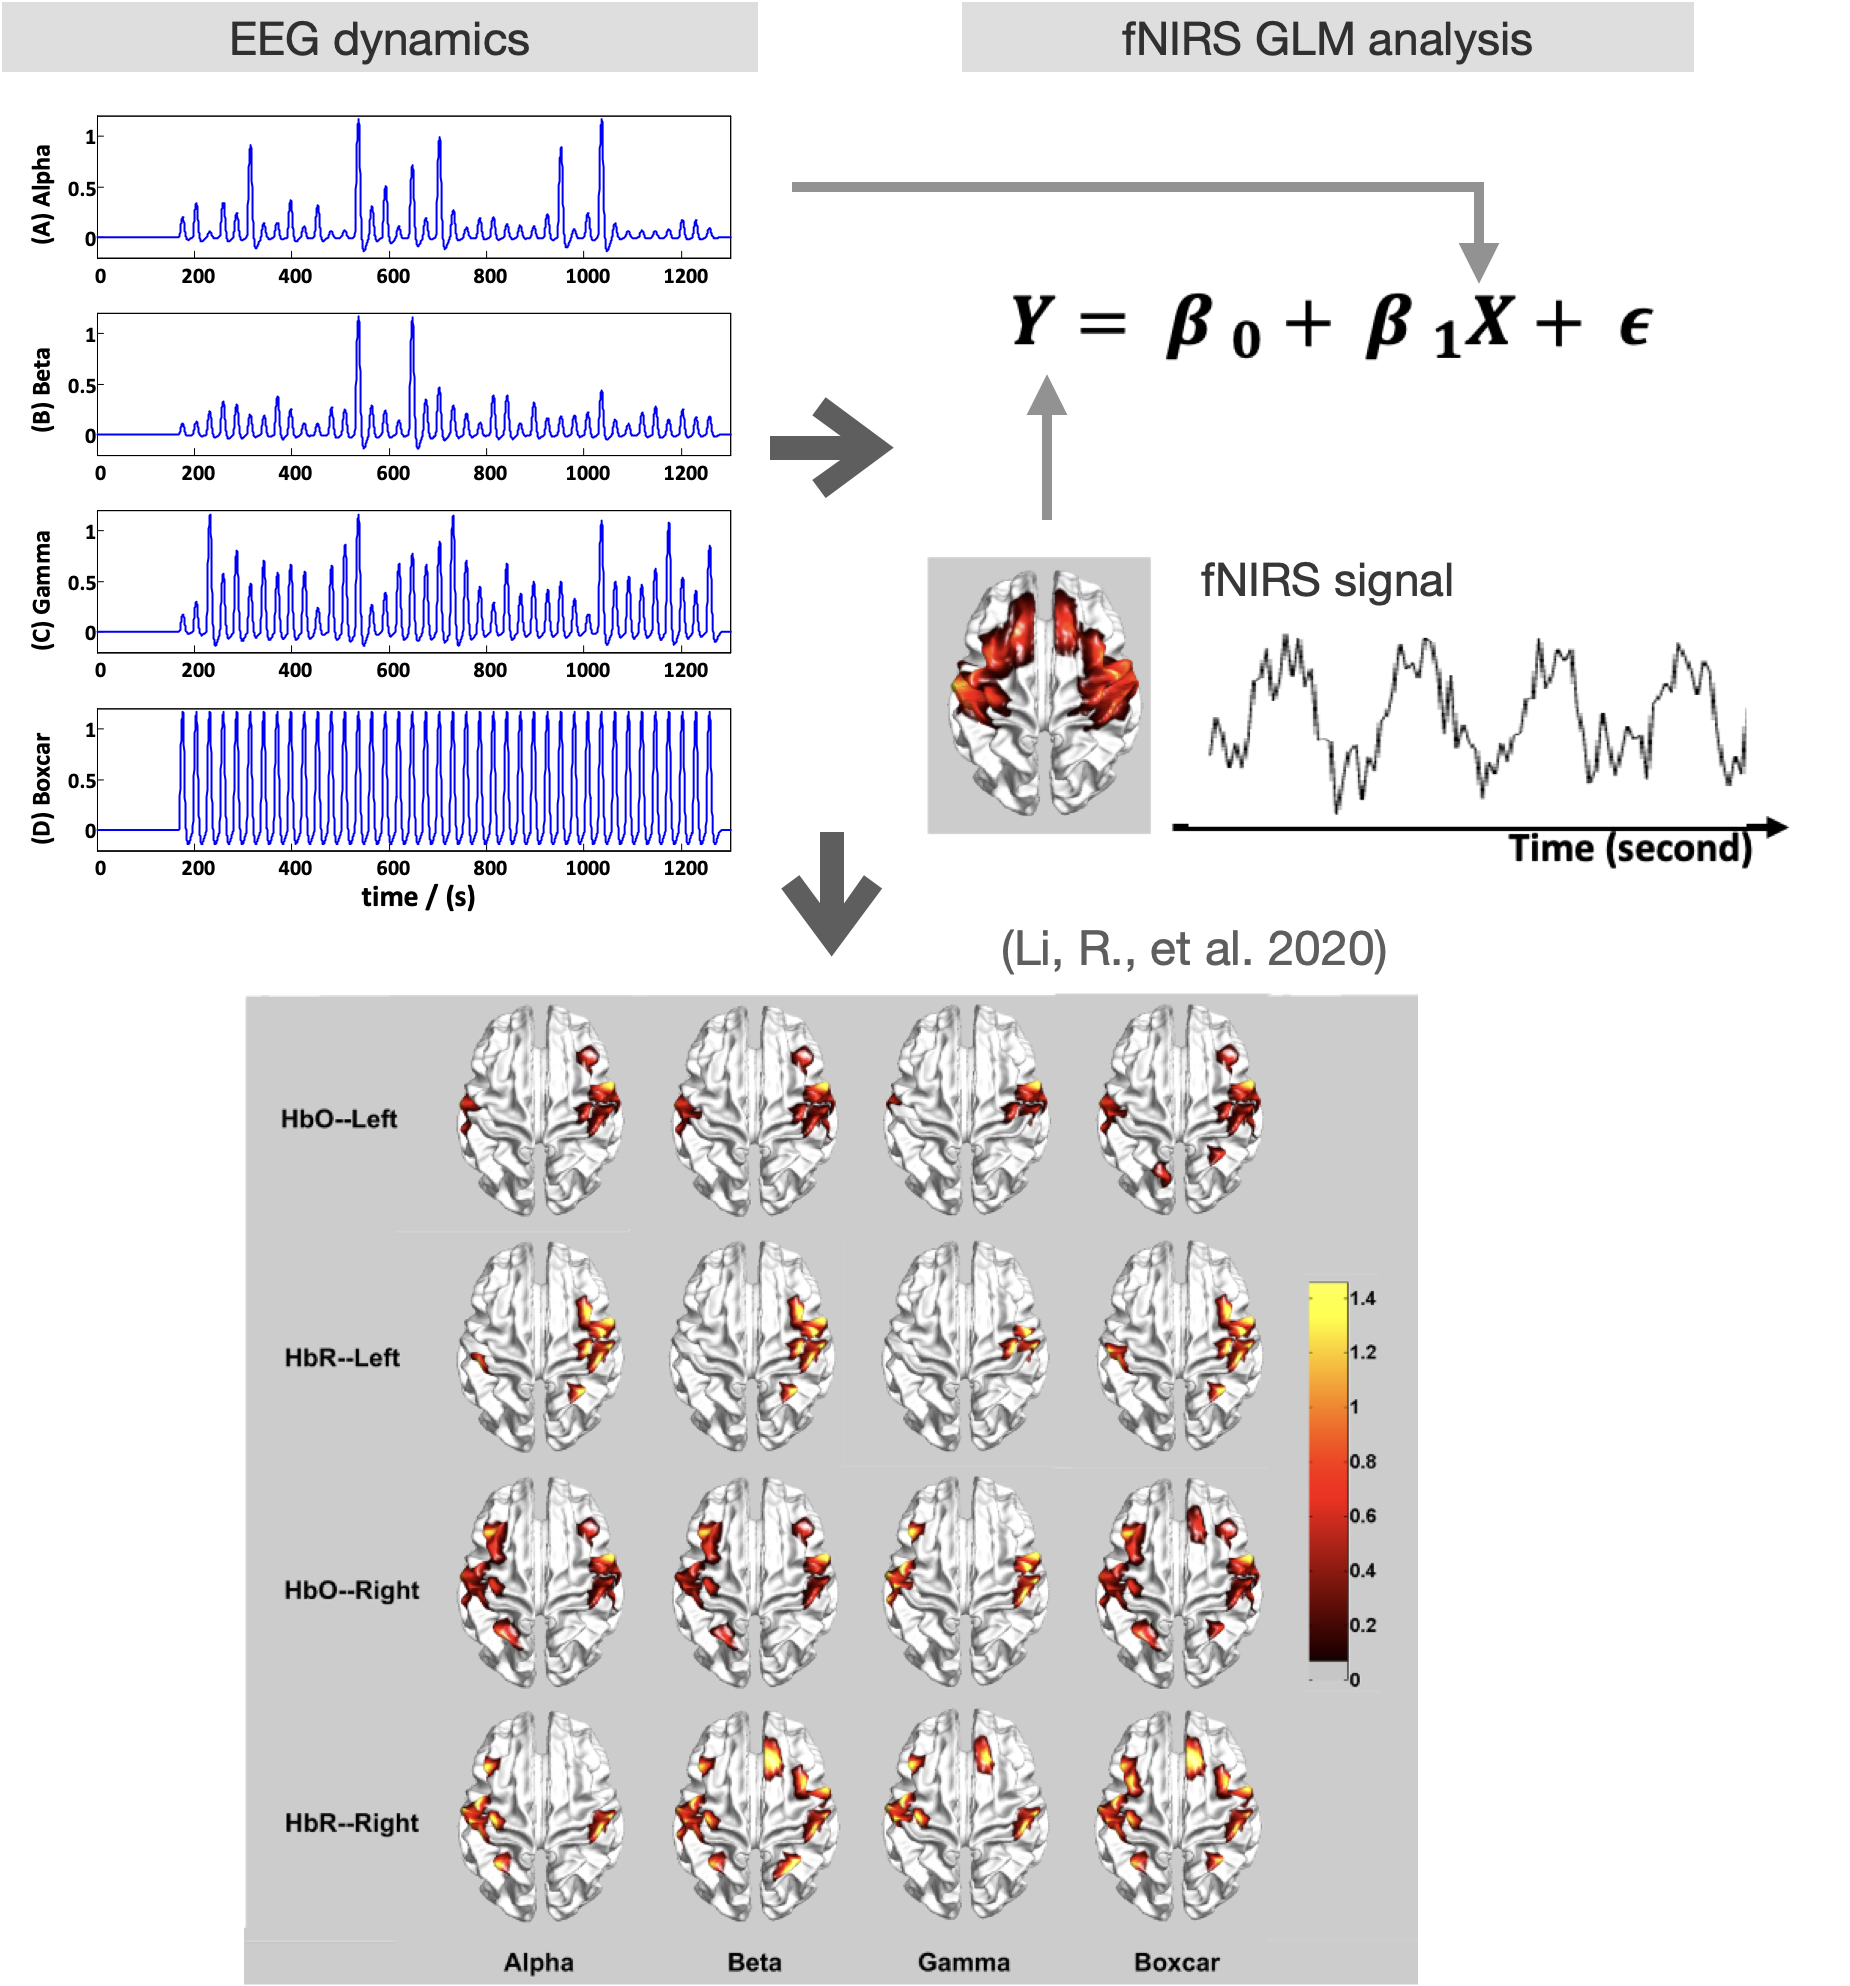 EEG dynamics
fNIRS GLM analysis
(A) Alpha
1
0.5
0
0 200 400 600 800 1000 1200
(B) Beta
1
0.5
0
0 200 400 600 800 1000 1200
(C) Gamma
1
0.5
0
0 200 400 600 800 1000 1200
(D) Boxcar
1
0.5
0
0 200 400 600 800 1000 1200
time / (s)
Y = β 0 + β 1X + ϵ
fNIRS signal
Time (second)
(Li, R., et al. 2020)
HbO--Left
HbR--Left
HbO--Right
HbR--Right
1.4
1.2
1
0.8
0.6
0.4
0.2
0
Alpha Beta Gamma Boxcar